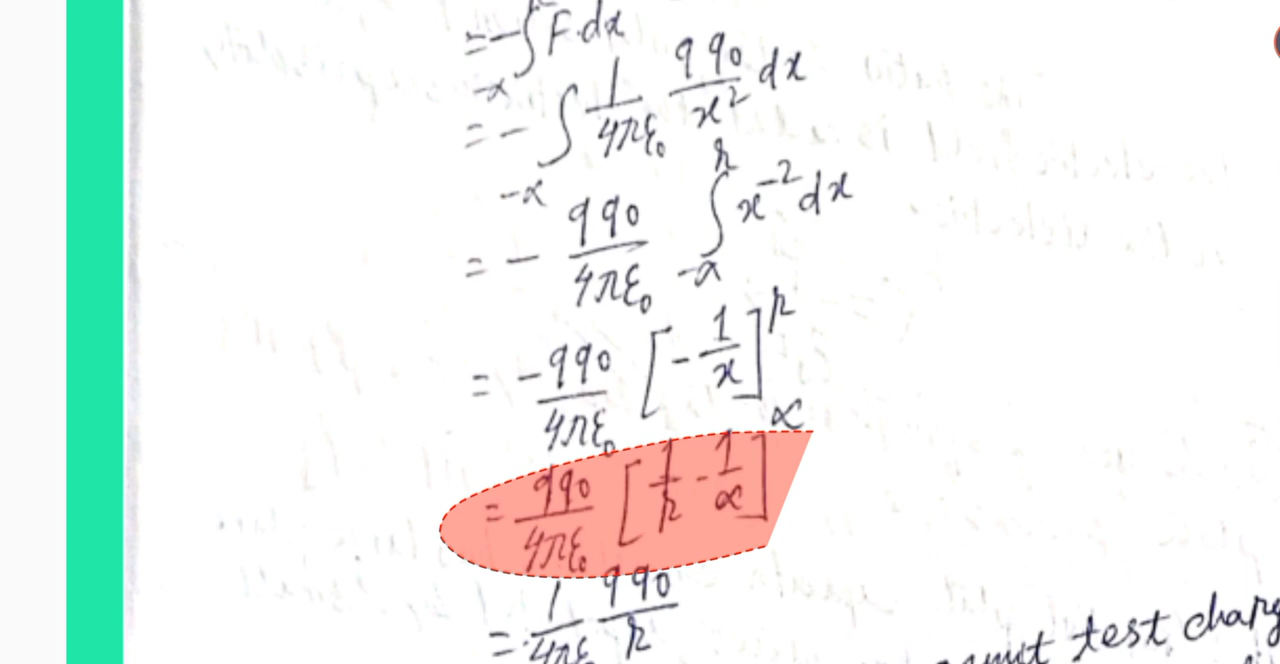 = -∫ F.dx
-α
= - ∫ 1/4πε₀ qq₀/x² dx
-α
= - qq₀/4πε₀ ∫ x⁻² dx
r
-α
= -qq₀/4πε₀ [-1/x]
r
α
= qq₀/4πε₀ [1/r - 1/α]
= 1/4πε₀ qq₀/r
test charg